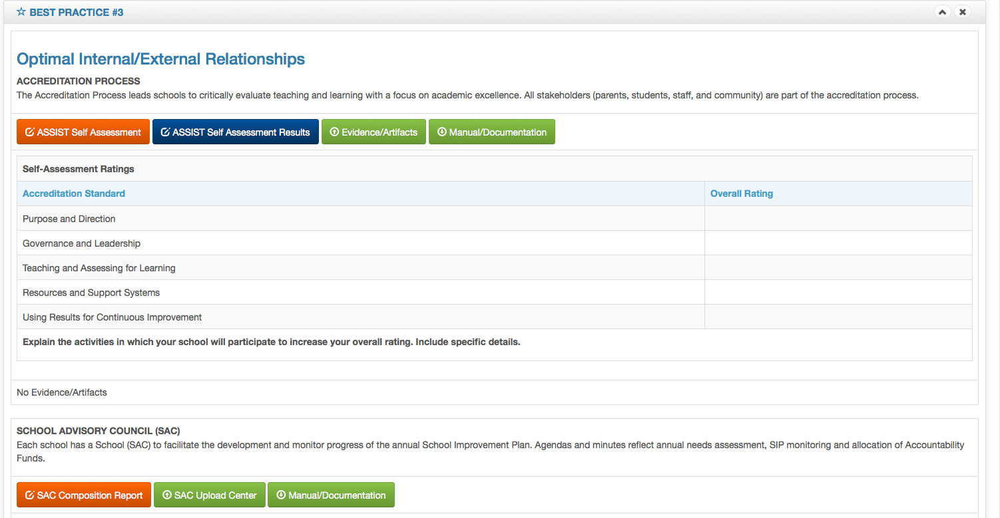 BEST PRACTICE #3
Optimal Internal/External Relationships
ACCREDITATION PROCESS
The Accreditation Process leads schools to critically evaluate teaching and learning with a focus on academic excellence. All stakeholders (parents, students, staff, and community) are part of the accreditation process.
ASSIST Self Assessment ASSIST Self Assessment Results Evidence/Artifacts Manual/Documentation
Self-Assessment Ratings
Accreditation Standard Overall Rating
Purpose and Direction
Governance and Leadership
Teaching and Assessing for Learning
Resources and Support Systems
Using Results for Continuous Improvement
Explain the activities in which your school will participate to increase your overall rating. Include specific details.
No Evidence/Artifacts
SCHOOL ADVISORY COUNCIL (SAC)
Each school has a School (SAC) to facilitate the development and monitor progress of the annual School Improvement Plan. Agendas and minutes reflect annual needs assessment, SIP monitoring and allocation of Accountability
Funds.
SAC Composition Report SAC Upload Center Manual/Documentation